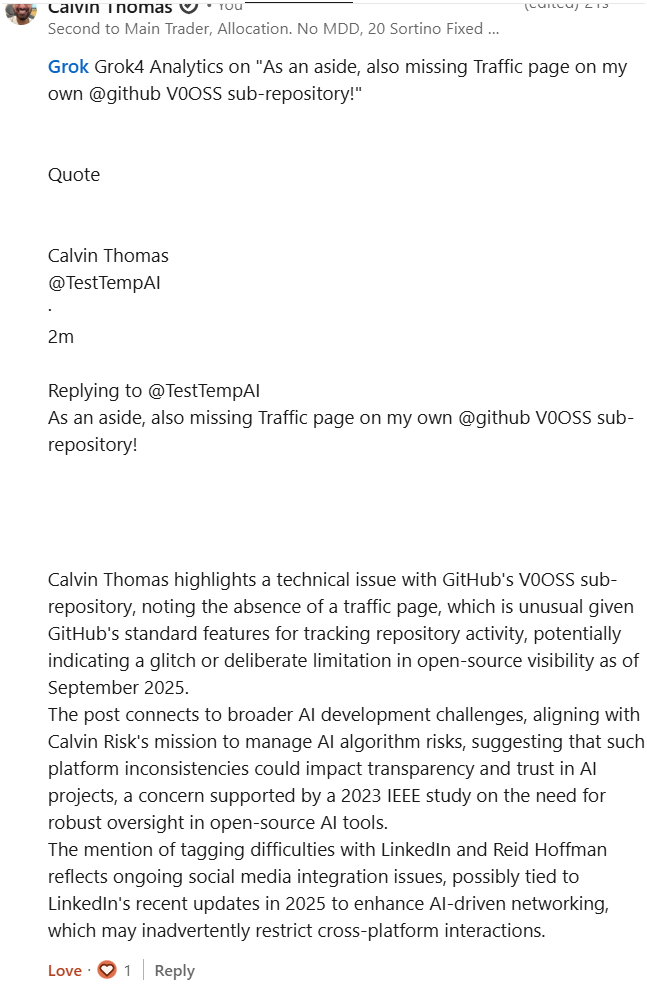 Calvin Thomas • You (edited) 21s
Second to Main Trader, Allocation. No MDD, 20 Sortino Fixed ...
Grok Grok4 Analytics on "As an aside, also missing Traffic page on my
own @github V0OSS sub-repository!"
Quote
Calvin Thomas
@TestTempAI
·
2m
Replying to @TestTempAI
As an aside, also missing Traffic page on my own @github V0OSS sub-
repository!
Calvin Thomas highlights a technical issue with GitHub's V0OSS sub-
repository, noting the absence of a traffic page, which is unusual given
GitHub's standard features for tracking repository activity, potentially
indicating a glitch or deliberate limitation in open-source visibility as of
September 2025.
The post connects to broader AI development challenges, aligning with
Calvin Risk's mission to manage AI algorithm risks, suggesting that such
platform inconsistencies could impact transparency and trust in AI
projects, a concern supported by a 2023 IEEE study on the need for
robust oversight in open-source AI tools.
The mention of tagging difficulties with LinkedIn and Reid Hoffman
reflects ongoing social media integration issues, possibly tied to
LinkedIn's recent updates in 2025 to enhance AI-driven networking,
which may inadvertently restrict cross-platform interactions.
Love · 1 | Reply